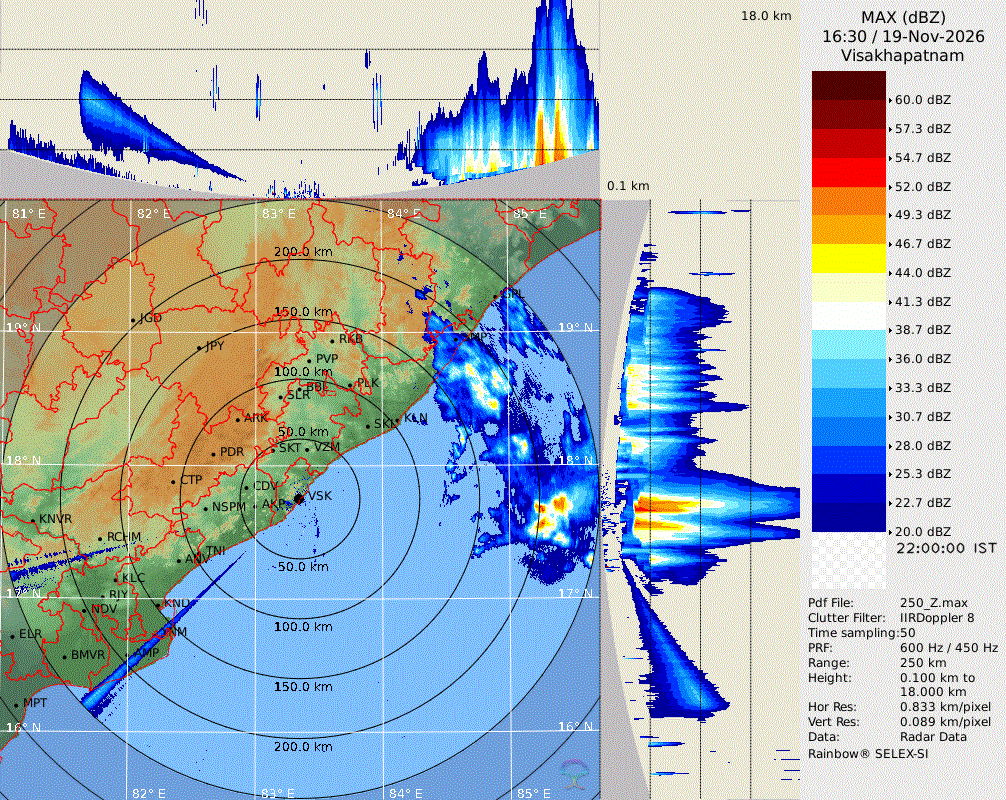 18.0 km
0.1 km
MAX (dBZ)
16:30 / 19-Nov-2026
Visakhapatnam
60.0 dBZ
57.3 dBZ
54.7 dBZ
52.0 dBZ
49.3 dBZ
46.7 dBZ
44.0 dBZ
41.3 dBZ
38.7 dBZ
36.0 dBZ
33.3 dBZ
30.7 dBZ
28.0 dBZ
25.3 dBZ
22.7 dBZ
20.0 dBZ
22:00:00 IST
Pdf File: 250_Z.max
Clutter Filter: IIRDoppler 8
Time sampling:50
PRF: 600 Hz / 450 Hz
Range: 250 km
Height: 0.100 km to
18.000 km
Hor Res: 0.833 km/pixel
Vert Res: 0.089 km/pixel
Data: Radar Data
Rainbow® SELEX-SI
81° E 82° E 83° E 84° E 85° E
200.0 km
150.0 km
JGD
19° N 19° N
RKB
JPY
PVP
100.0 km
PLK
SLR
ARK
KLN
50.0 km
SKT VZM
PDR
18° N 18° N
CTP
CDV
VSK
AKP
NSPM
KNVR
RCHM
TNI
ANV
-50.0 km
KLC
RJY
17° N 17° N
KND
NDV
100.0 km
ELR
AMP
BMVR
150.0 km
MPT
16° N 16° N
200.0 km
82° E 83° E 84° E 85° E